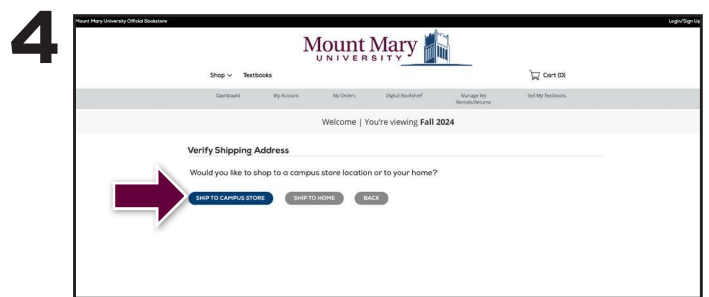 4
Mount Mary University Official Bookstore
Login/Sign Up
Mount Mary
UNIVERSITY
Shop Textbooks
Cart (0)
Dashboard My Account My Orders Digital Bookshelf Manage My Rentals/Returns Sell My Textbooks
Welcome | You're viewing Fall 2024
Verify Shipping Address
Would you like to shop to a campus store location or to your home?
SHIP TO CAMPUS STORE SHIP TO HOME BACK